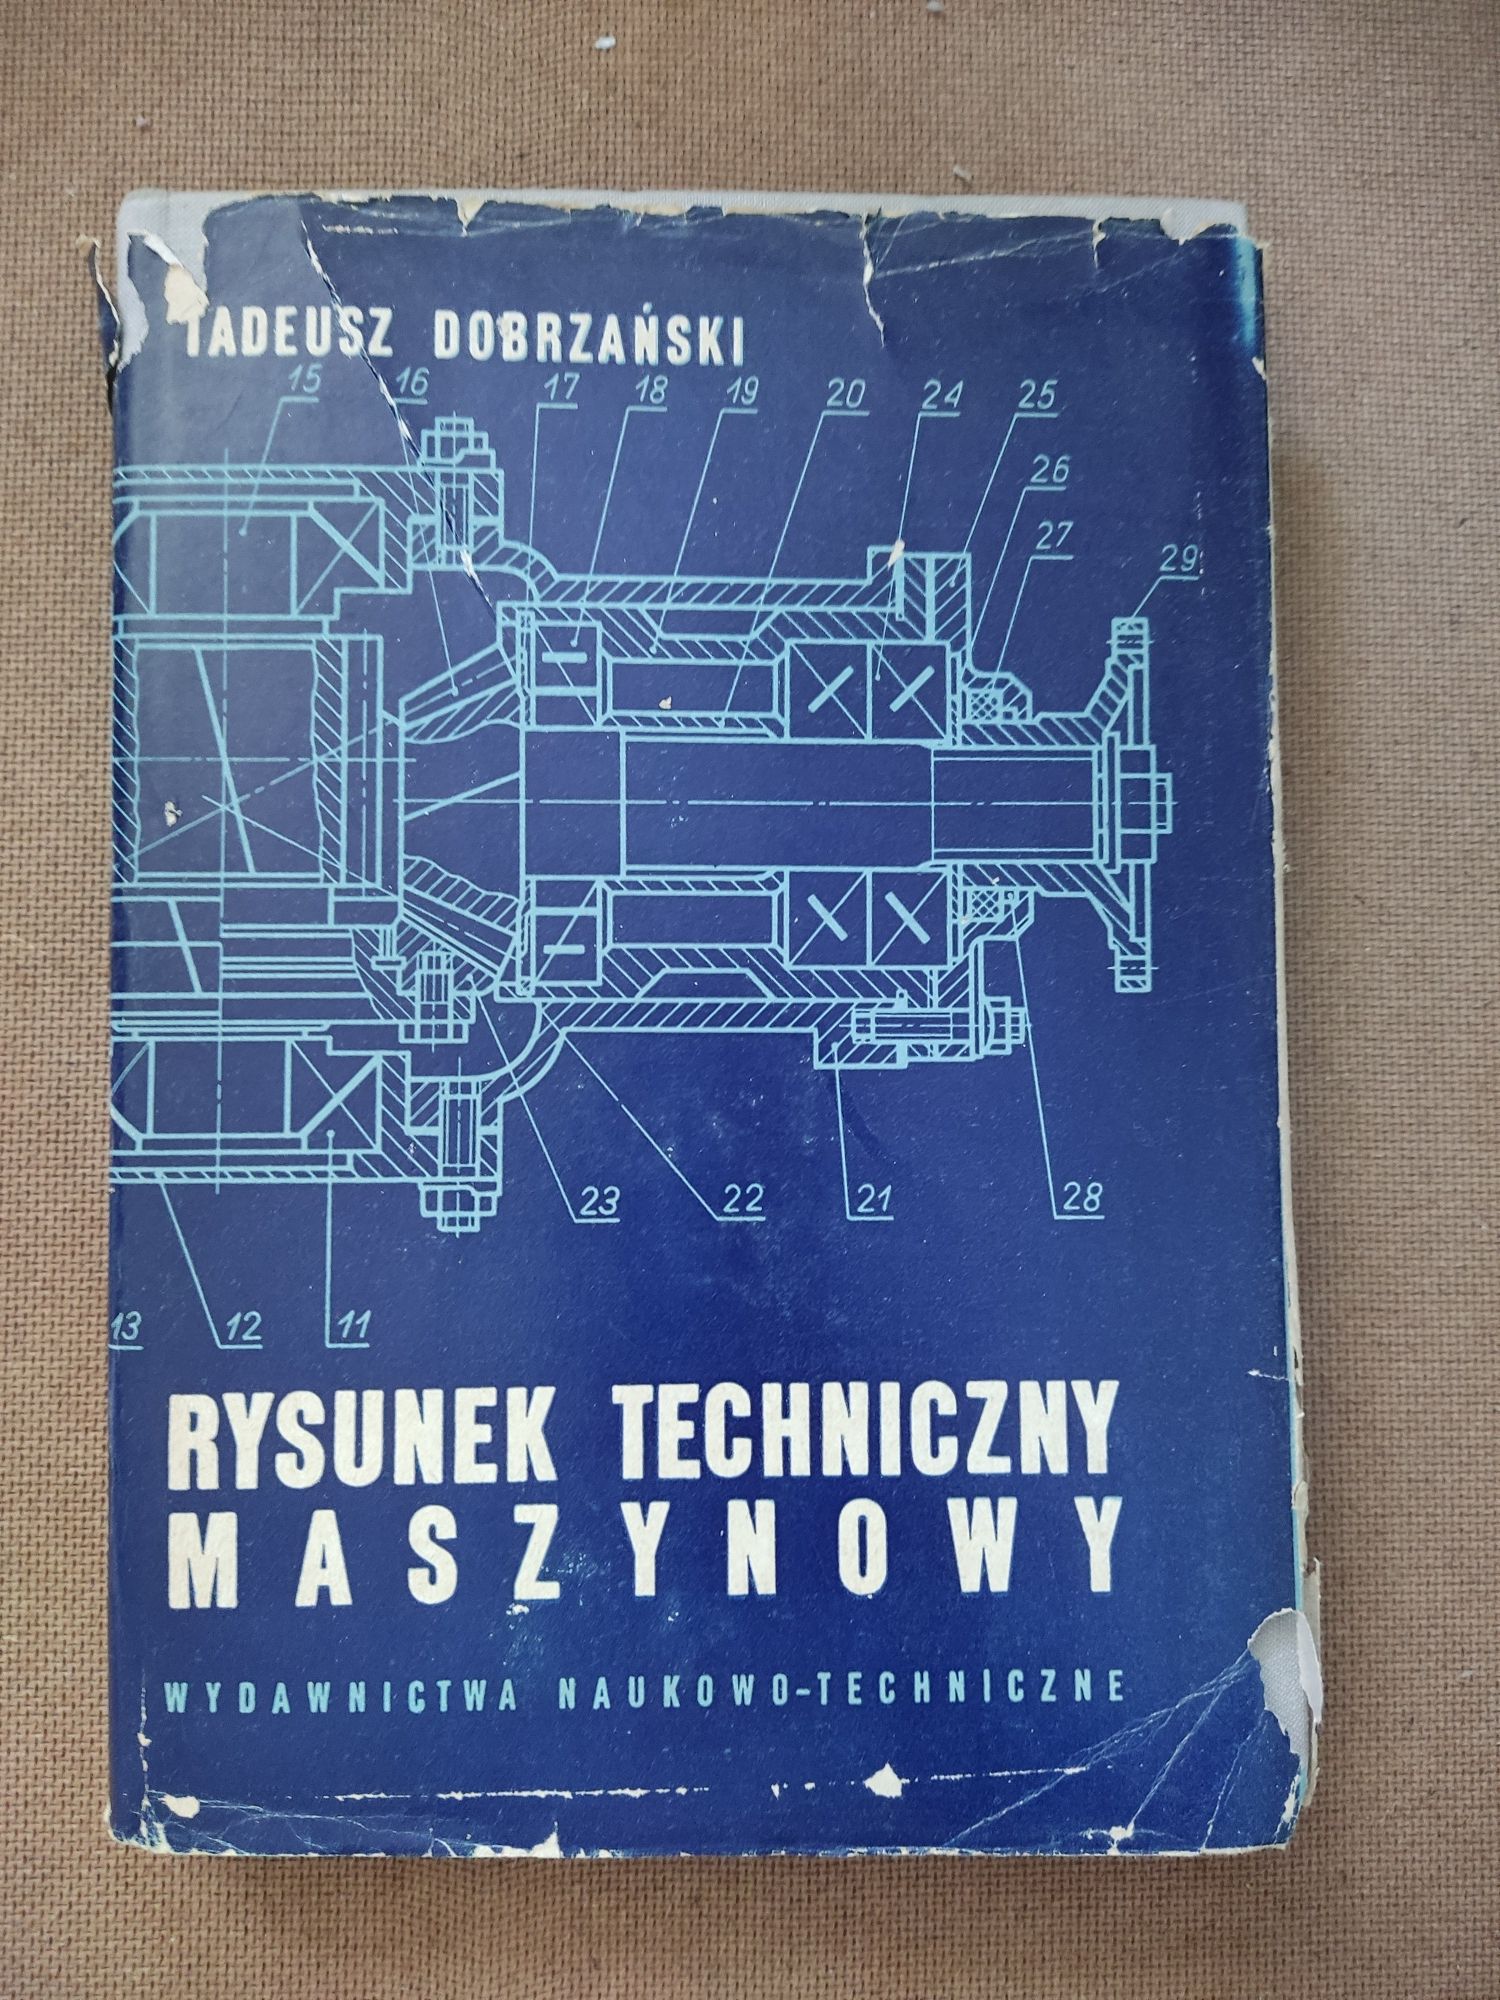 TADEUSZ DOBRZAŃSKI
15 16 17 18 19 20 24 25
26
27
29
23 22 21 28
13 12 11
RYSUNEK TECHNICZNY
MASZYNOWY
WYDAWNICTWA NAUKOWO-TECHNICZNE